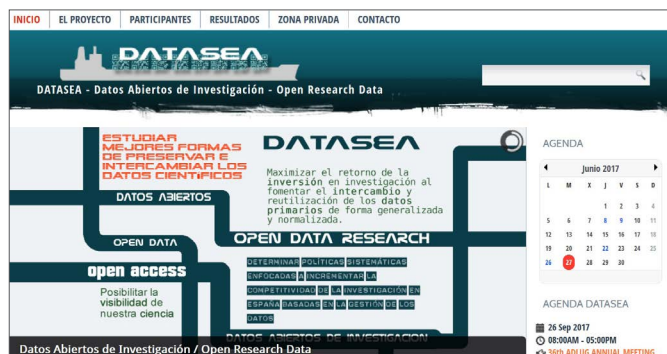 INICIO EL PROYECTO PARTICIPANTES RESULTADOS ZONA PRIVADA CONTACTO
DATASEA
DATASEA - Datos Abiertos de Investigación - Open Research Data
ESTUDIAR
MEJORES FORMAS
DE PRESERVAR E
INTERCAMBIAR LOS
DATOS CIENTIFICOS
DATOS ABIERTOS
OPEN DATA
open access
Posibilitar la
visibilidad de
nuestra ciencia
DATASEA
Maximizar el retorno de la
inversión en investigación al
fomentar el intercambio y
reutilización de los datos
primarios de forma generalizada
y normalizada.
OPEN DATA RESEARCH
DETERMINAR POLÍTICAS SISTEMÁTICAS
ENFOCADAS A INCREMENTAR LA
COMPETITIVIDAD DE LA INVESTIGACIÓN EN
ESPAÑA BASADAS EN LA GESTIÓN DE LOS
DATOS
DATOS ABIERTOS DE INVESTIGACION
Datos Abiertos de Investigación / Open Research Data
AGENDA
Junio 2017
L M X J V S D
1 2 3 4
5 6 7 8 9 10 11
12 13 14 15 16 17 18
19 20 21 22 23 24 25
26 27 28 29 30
AGENDA DATASEA
26 Sep 2017
08:00AM - 05:00PM
36th ADLUG ANNUAL MEETING